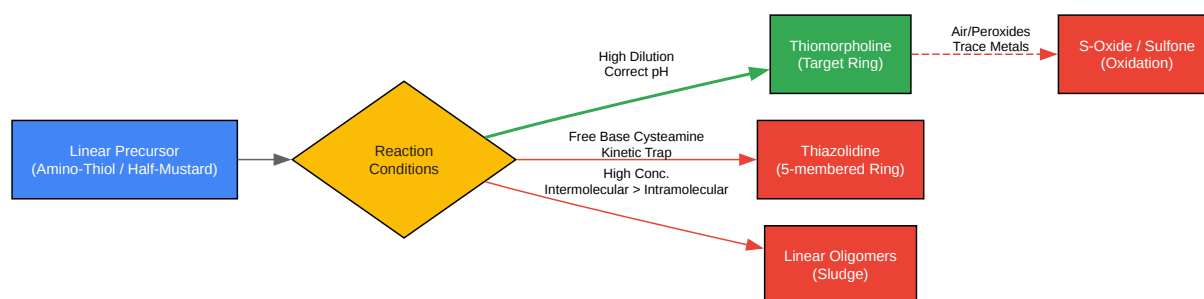 Linear Precursor
(Amino-Thiol / Half-Mustard)
Reaction
Conditions
High Dilution
Correct pH
Thiomorpholine
(Target Ring)
Air/Peroxides
Trace Metals
S-Oxide / Sulfone
(Oxidation)
Free Base Cysteamine
Kinetic Trap
Thiazolidine
(5-membered Ring)
High Conc.
Intermolecular > Intramolecular
Linear Oligomers
(Sludge)